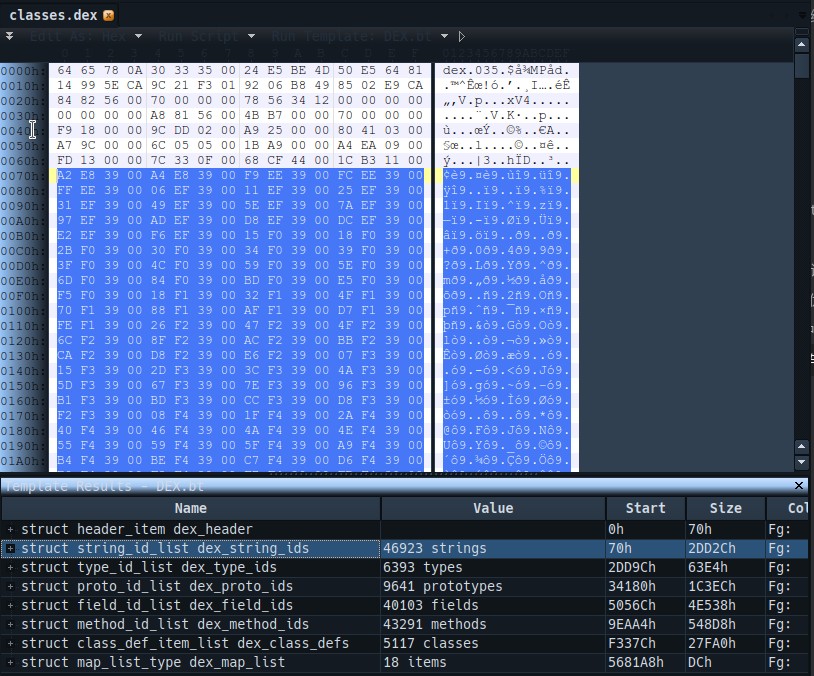 classes.dex
Edit As: Hex Run Script Run Template: DEX.bt
0 1 2 3 4 5 6 7 8 9 A B C D E F 0123456789ABCDEF
0000h: 64 65 78 0A 30 33 35 00 24 E5 BE 4D 50 E5 64 81 dex.035.$å¾MPåd.
0010h: 14 99 5E CA 9C 21 F3 01 92 06 B8 49 85 02 E9 CA .™^Êœ!ó.’.¸I….éÊ
0020h: 84 82 56 00 70 00 00 00 78 56 34 12 00 00 00 00 „‚V.p...xV4.....
0030h: 00 00 00 00 A8 81 56 00 4B B7 00 00 70 00 00 00 ....¨.V.K·..p...
0040h: F9 18 00 00 9C DD 02 00 A9 25 00 00 80 41 03 00 ù...œÝ..©%..€A..
0050h: A7 9C 00 00 6C 05 05 00 1B A9 00 00 A4 EA 09 00 §œ..l....©..¤ê..
0060h: FD 13 00 00 7C 33 0F 00 68 CF 44 00 1C B3 11 00 ý...|3..hÏD..³..
0070h: A2 E8 39 00 A4 E8 39 00 F9 EE 39 00 FC EE 39 00 ¢è9.¤è9.ùî9.üî9.
0080h: FF EE 39 00 06 EF 39 00 11 EF 39 00 25 EF 39 00 ÿî9..ï9..ï9.%ï9.
0090h: 31 EF 39 00 49 EF 39 00 5E EF 39 00 7A EF 39 00 1ï9.Iï9.^ï9.zï9.
00A0h: 97 EF 39 00 AD EF 39 00 D8 EF 39 00 DC EF 39 00 —ï9.-ï9.Øï9.Üï9.
00B0h: E2 EF 39 00 F6 EF 39 00 15 F0 39 00 18 F0 39 00 âï9.öï9..ð9..ð9.
00C0h: 2B F0 39 00 30 F0 39 00 34 F0 39 00 39 F0 39 00 +ð9.0ð9.4ð9.9ð9.
00D0h: 3F F0 39 00 4C F0 39 00 59 F0 39 00 5E F0 39 00 ?ð9.Lð9.Yð9.^ð9.
00E0h: 6D F0 39 00 84 F0 39 00 BD F0 39 00 E5 F0 39 00 mð9.„ð9.½ð9.åð9.
00F0h: F5 F0 39 00 18 F1 39 00 32 F1 39 00 4F F1 39 00 õð9..ñ9.2ñ9.Oñ9.
0100h: 70 F1 39 00 88 F1 39 00 AF F1 39 00 D7 F1 39 00 pñ9.ˆñ9.¯ñ9.×ñ9.
0110h: FE F1 39 00 26 F2 39 00 47 F2 39 00 4F F2 39 00 þñ9.&ò9.Gò9.Oò9.
0120h: 6C F2 39 00 8F F2 39 00 AC F2 39 00 BB F2 39 00 lò9..ò9.¬ò9.»ò9.
0130h: CA F2 39 00 D8 F2 39 00 E6 F2 39 00 07 F3 39 00 Êò9.Øò9.æò9..ó9.
0140h: 15 F3 39 00 2D F3 39 00 3C F3 39 00 4A F3 39 00 .ó9.-ó9.<ó9.Jó9.
0150h: 5D F3 39 00 67 F3 39 00 7E F3 39 00 96 F3 39 00 ]ó9.gó9.~ó9.–ó9.
0160h: B1 F3 39 00 BD F3 39 00 CC F3 39 00 D8 F3 39 00 ±ó9.½ó9.Ìó9.Øó9.
0170h: F2 F3 39 00 08 F4 39 00 1F F4 39 00 2A F4 39 00 òó9..ô9..ô9.*ô9.
0180h: 40 F4 39 00 46 F4 39 00 4A F4 39 00 4E F4 39 00 @ô9.Fô9.Jô9.Nô9.
0190h: 55 F4 39 00 59 F4 39 00 5F F4 39 00 A9 F4 39 00 Uô9.Yô9._ô9.©ô9.
01A0h: B4 F4 39 00 BE F4 39 00 C7 F4 39 00 D6 F4 39 00 ´ô9.¾ô9.Çô9.Öô9.
Template Results - DEX.bt
Name Value Start Size Col
struct header_item dex_header 0h 70h Fg:
struct string_id_list dex_string_ids 46923 strings 70h 2DD2Ch Fg:
struct type_id_list dex_type_ids 6393 types 2DD9Ch 63E4h Fg:
struct proto_id_list dex_proto_ids 9641 prototypes 34180h 1C3ECh Fg:
struct field_id_list dex_field_ids 40103 fields 5056Ch 4E538h Fg:
struct method_id_list dex_method_ids 43291 methods 9EAA4h 548D8h Fg:
struct class_def_item_list dex_class_defs 5117 classes F337Ch 27FA0h Fg:
struct map_list_type dex_map_list 18 items 5681A8h DCh Fg: